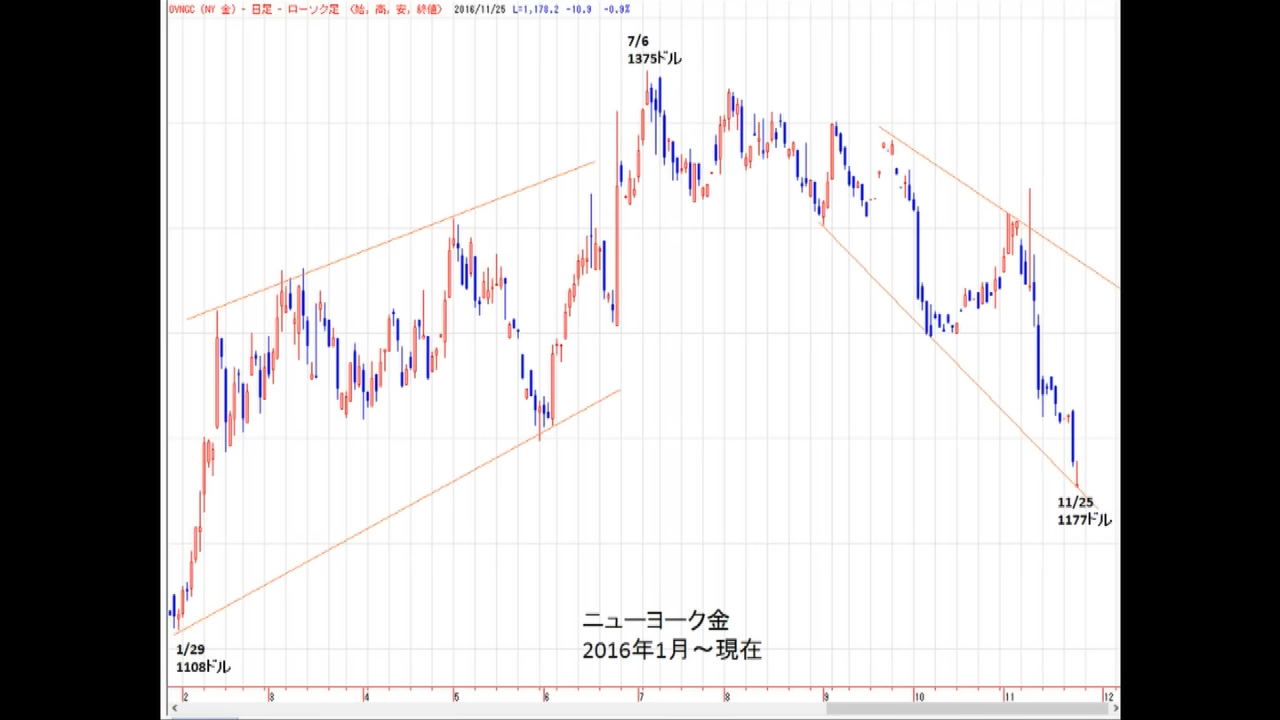 OVNGC (NY 金) - 日足 - ローソク足 〈始, 高, 安, 終値〉 2016/11/25 L=1,178.2 -10.9 -0.9%
7/6
1375ﾄﾞﾙ
11/25
1177ﾄﾞﾙ
ニューヨーク金
2016年1月～現在
1/29
1108ﾄﾞﾙ
2 3 4 5 6 7 8 9 10 11 12